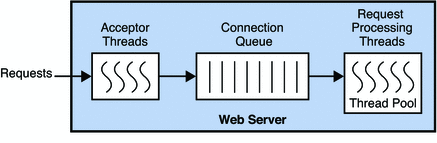 Requests
Acceptor
Threads
Connection
Queue
Request
Processing
Threads
Thread Pool
Web Server